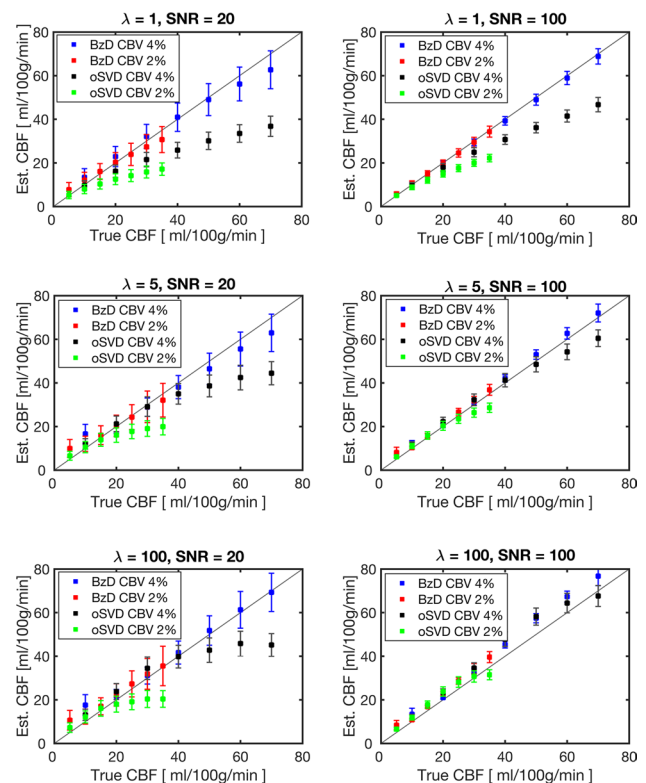 λ = 1, SNR = 20
Est. CBF [ml/100g/min]
80
60
40
20
0
BzD CBV 4%
BzD CBV 2%
oSVD CBV 4%
oSVD CBV 2%
0 20 40 60 80
True CBF [ ml/100g/min ]
λ = 1, SNR = 100
Est. CBF [ml/100g/min]
80
60
40
20
0
BzD CBV 4%
BzD CBV 2%
oSVD CBV 4%
oSVD CBV 2%
0 20 40 60 80
True CBF [ ml/100g/min ]
λ = 5, SNR = 20
Est. CBF [ml/100g/min]
80
60
40
20
0
BzD CBV 4%
BzD CBV 2%
oSVD CBV 4%
oSVD CBV 2%
0 20 40 60 80
True CBF [ ml/100g/min ]
λ = 5, SNR = 100
Est. CBF [ml/100g/min]
80
60
40
20
0
BzD CBV 4%
BzD CBV 2%
oSVD CBV 4%
oSVD CBV 2%
0 20 40 60 80
True CBF [ ml/100g/min ]
λ = 100, SNR = 20
Est. CBF [ml/100g/min]
80
60
40
20
0
BzD CBV 4%
BzD CBV 2%
oSVD CBV 4%
oSVD CBV 2%
0 20 40 60 80
True CBF [ ml/100g/min ]
λ = 100, SNR = 100
Est. CBF [ml/100g/min]
80
60
40
20
0
BzD CBV 4%
BzD CBV 2%
oSVD CBV 4%
oSVD CBV 2%
0 20 40 60 80
True CBF [ ml/100g/min ]